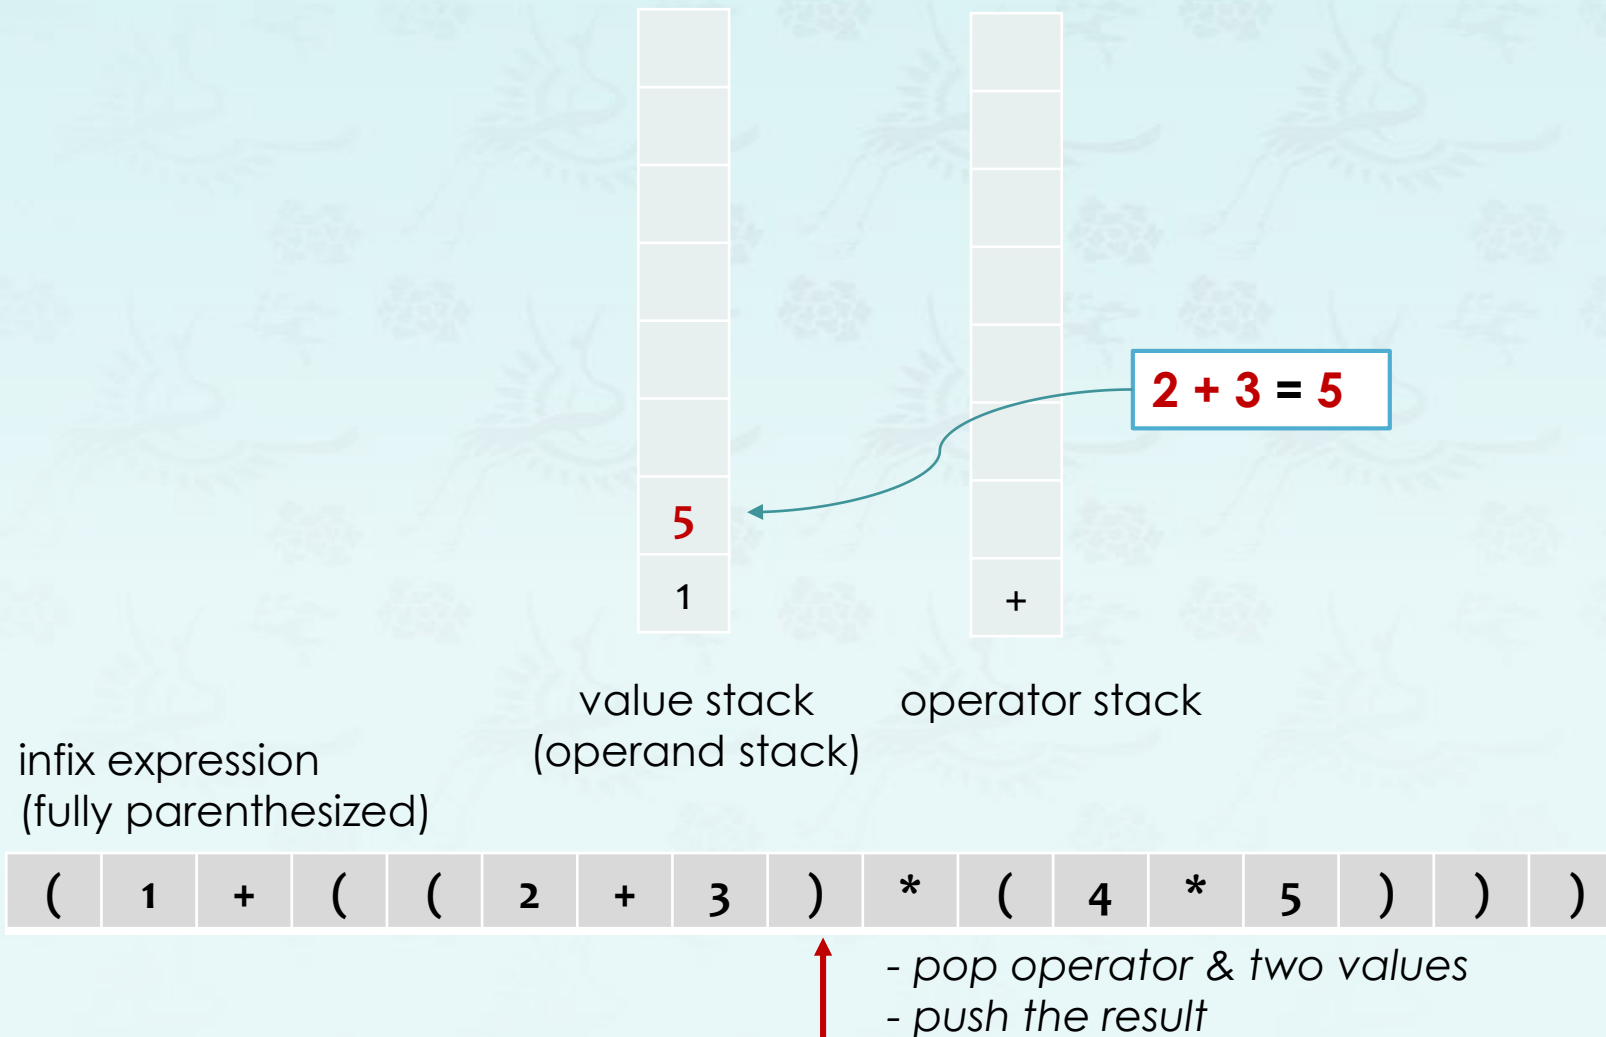 2 + 3 = 5
5
1
+
value stack
(operand stack)
operator stack
infix expression
(fully parenthesized)
( 1 + ( ( 2 + 3 ) * ( 4 * 5 ) ) )
- pop operator & two values
- push the result